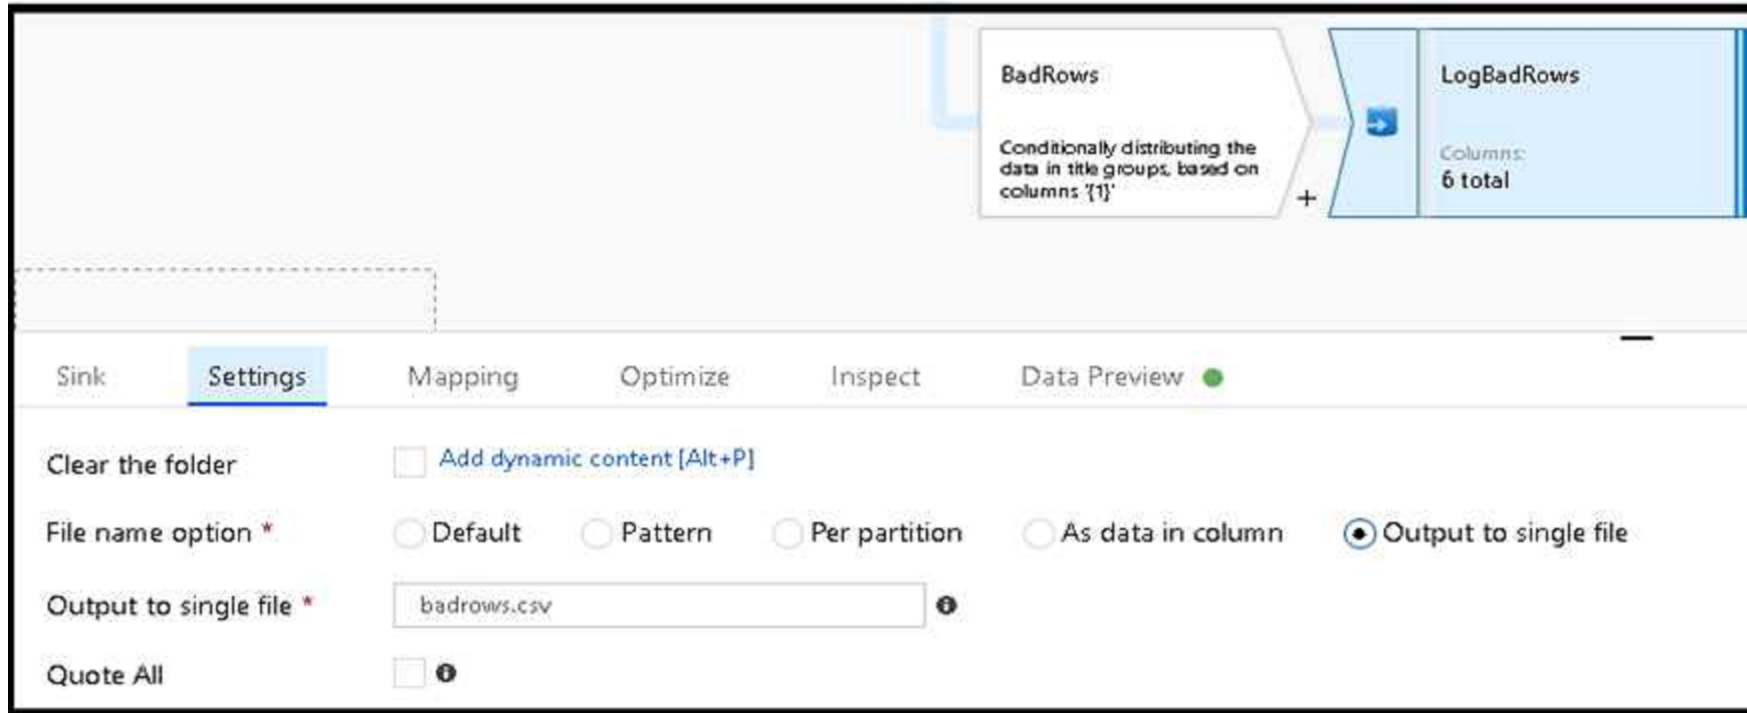 BadRows
Conditionally distributing the
data in title groups, based on
columns '{1}'
+
LogBadRows
Columns:
6 total
Sink Settings Mapping Optimize Inspect Data Preview
Clear the folder Add dynamic content [Alt+P]
File name option * Default Pattern Per partition As data in column Output to single file
Output to single file * badrows.csv
Quote All